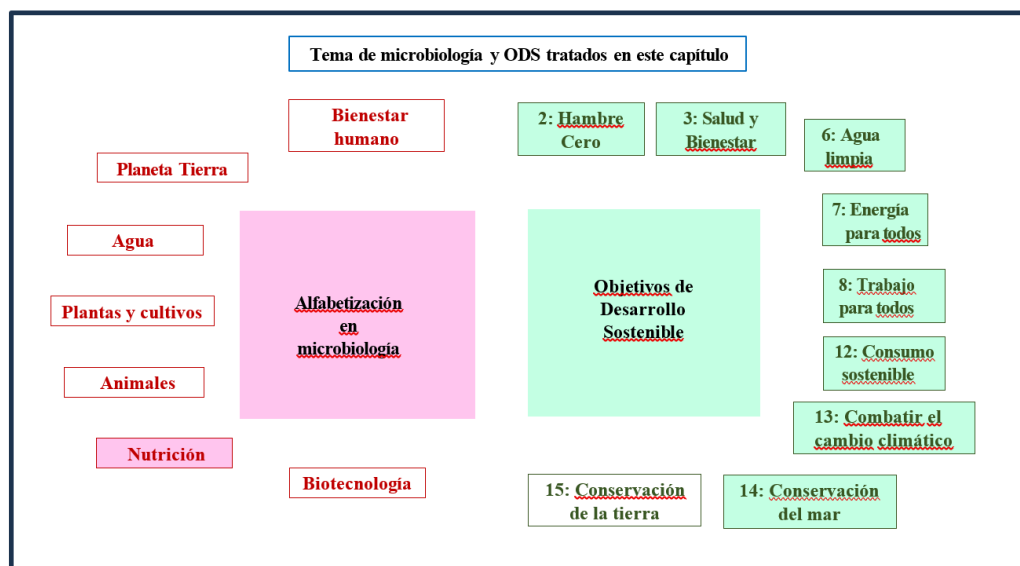 Tema de microbiología y ODS tratados en este capítulo
Bienestar
humano
Planeta Tierra
Agua
Plantas y cultivos
Animales
Nutrición
Biotecnología
Alfabetización
en
microbiología
Objetivos de
Desarrollo
Sostenible
2: Hambre
Cero
3: Salud y
Bienestar
6: Agua
limpia
7: Energía
para todos
8: Trabajo
para todos
12: Consumo
sostenible
13: Combatir el
cambio climático
14: Conservación
del mar
15: Conservación
de la tierra